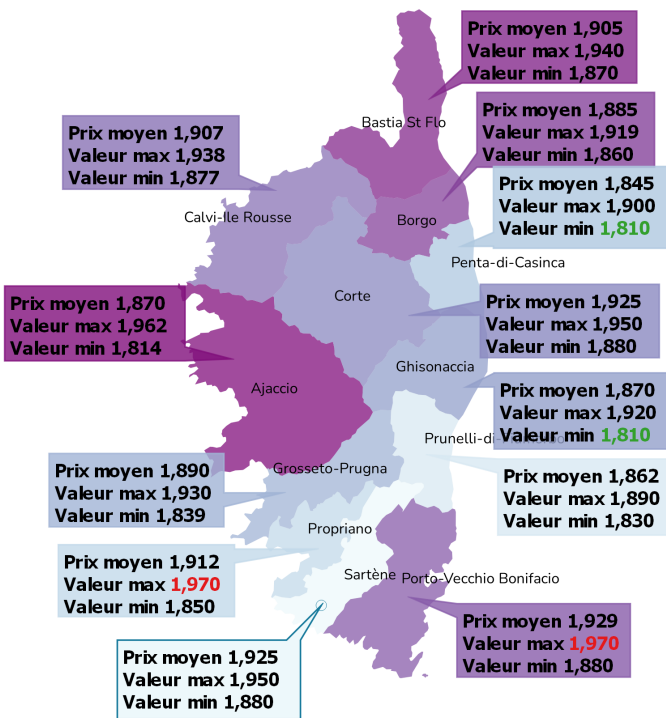 Prix moyen 1,905
Valeur max 1,940
Valeur min 1,870
Bastia St Flo
Prix moyen 1,885
Valeur max 1,919
Valeur min 1,860
Prix moyen 1,907
Valeur max 1,938
Valeur min 1,877
Prix moyen 1,845
Valeur max 1,900
Valeur min 1,810
Calvi-Ile Rousse
Borgo
Penta-di-Casinca
Corte
Prix moyen 1,925
Valeur max 1,950
Valeur min 1,880
Prix moyen 1,870
Valeur max 1,962
Valeur min 1,814
Ghisonaccia
Ajaccio
Prix moyen 1,870
Valeur max 1,920
Valeur min 1,810
Prunelli-di-
Grosseto-Prugna
Prix moyen 1,890
Valeur max 1,930
Valeur min 1,839
Prix moyen 1,862
Valeur max 1,890
Valeur min 1,830
Propriano
Prix moyen 1,912
Valeur max 1,970
Valeur min 1,850
Sartène
Porto-Vecchio Bonifacio
Prix moyen 1,929
Valeur max 1,970
Valeur min 1,880
Prix moyen 1,925
Valeur max 1,950
Valeur min 1,880